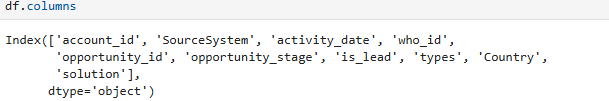 df.columns
Index(['account_id', 'SourceSystem', 'activity_date', 'who_id',
'opportunity_id', 'opportunity_stage', 'is_lead', 'types', 'Country',
'solution'],
dtype='object')